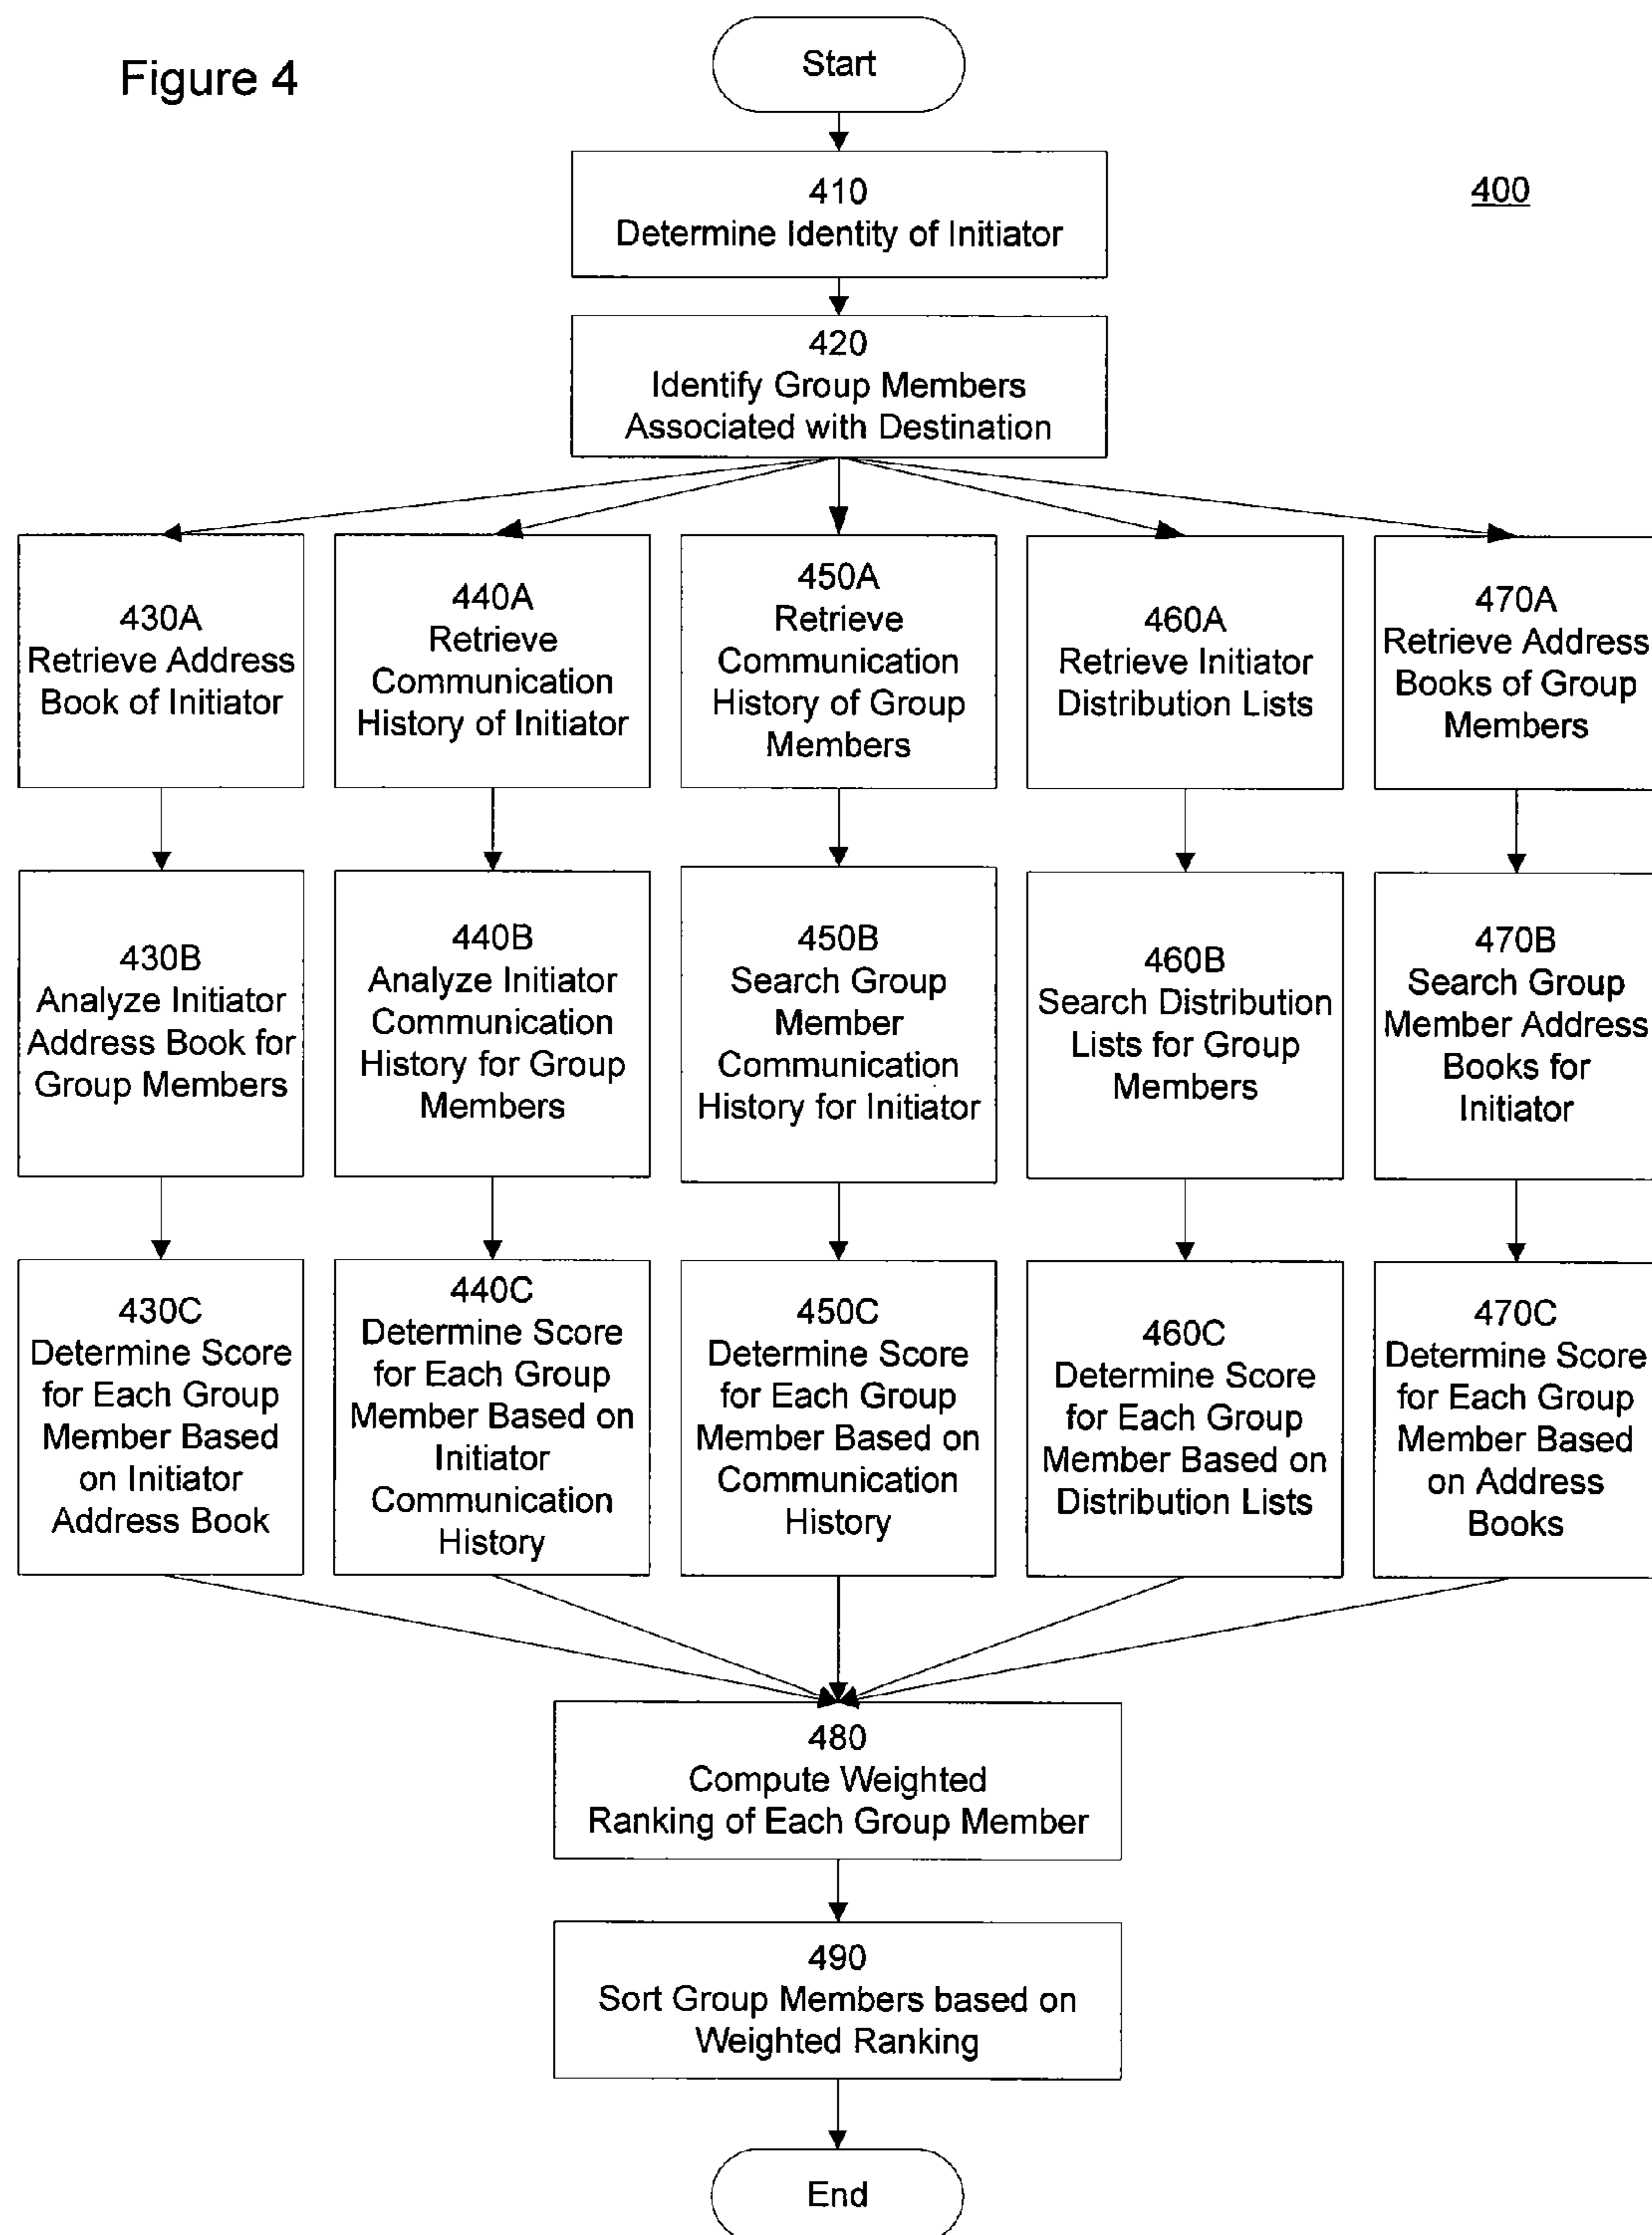 Figure 4
Start
400
410
Determine Identity of Initiator
420
Identify Group Members
Associated with Destination
430A
Retrieve Address
Book of Initiator
440A
Retrieve
Communication
History of Initiator
450A
Retrieve
Communication
History of Group
Members
460A
Retrieve Initiator
Distribution Lists
470A
Retrieve Address
Books of Group
Members
430B
Analyze Initiator
Address Book for
Group Members
440B
Analyze Initiator
Communication
History for Group
Members
450B
Search Group
Member
Communication
History for Initiator
460B
Search Distribution
Lists for Group
Members
470B
Search Group
Member Address
Books for
Initiator
430C
Determine Score
for Each Group
Member Based
on Initiator
Address Book
440C
Determine Score
for Each Group
Member Based on
Initiator
Communication
History
450C
Determine Score
for Each Group
Member Based on
Communication
History
460C
Determine Score
for Each Group
Member Based on
Distribution Lists
470C
Determine Score
for Each Group
Member Based
on Address
Books
480
Compute Weighted
Ranking of Each Group Member
490
Sort Group Members based on
Weighted Ranking
End